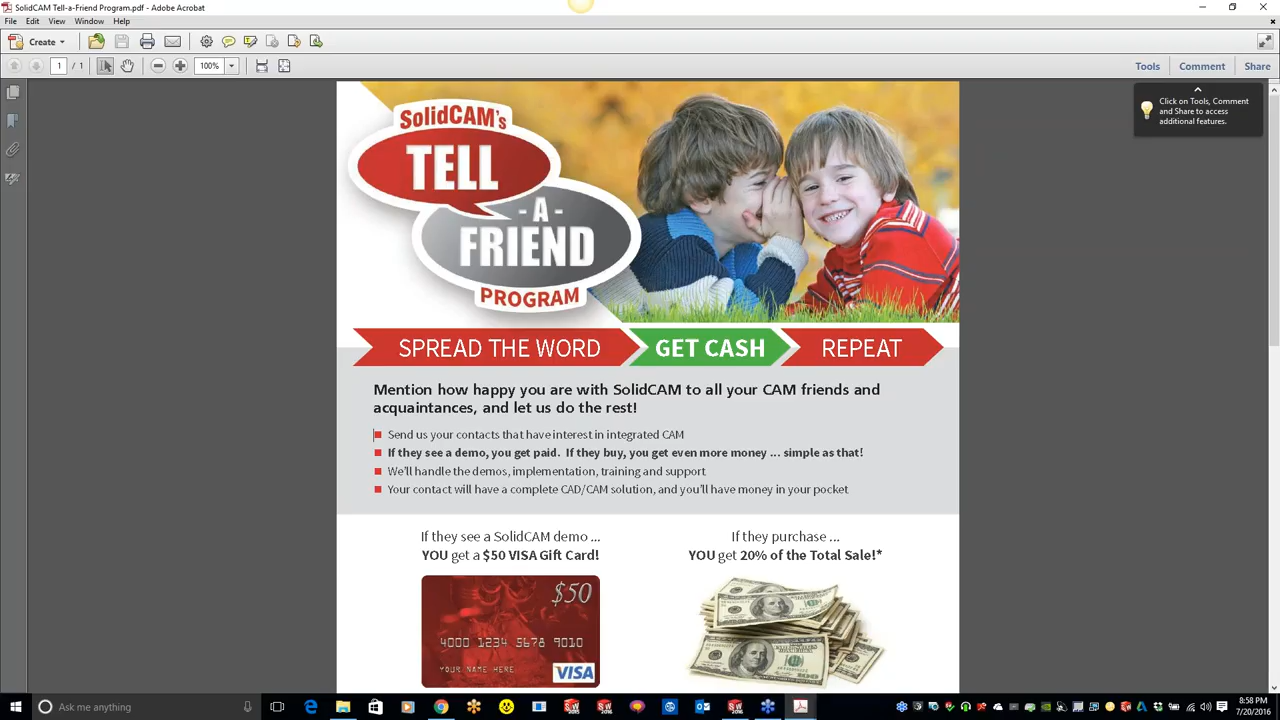 SolidCAM Tell-a-Friend Program.pdf - Adobe Acrobat
File Edit View Window Help
Create
1 / 1 100% Tools Comment Share
Click on Tools, Comment
and Share to access
additional features.
SolidCAM's
TELL
- A -
FRIEND
PROGRAM
SPREAD THE WORD GET CASH REPEAT
Mention how happy you are with SolidCAM to all your CAM friends and
acquaintances, and let us do the rest!
Send us your contacts that have interest in integrated CAM
If they see a demo, you get paid. If they buy, you get even more money ... simple as that!
We'll handle the demos, implementation, training and support
Your contact will have a complete CAD/CAM solution, and you'll have money in your pocket
If they see a SolidCAM demo ...
YOU get a $50 VISA Gift Card!
If they purchase ...
YOU get 20% of the Total Sale!*
$50
4000 1234 5678 9010
YOUR NAME HERE
VISA
Ask me anything
8:58 PM
7/20/2016